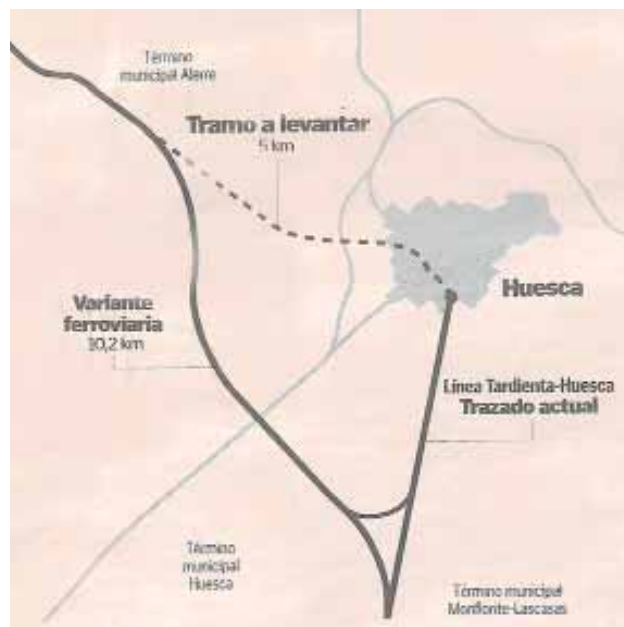 Término
municipal Alerre
Tramo a levantar
5 km
Huesca
Variante
ferroviaria
10,2 km
Línea Tardienta-Huesca
Trazado actual
Término
municipal
Huesca
Término municipal
Monflorite-Lascasas